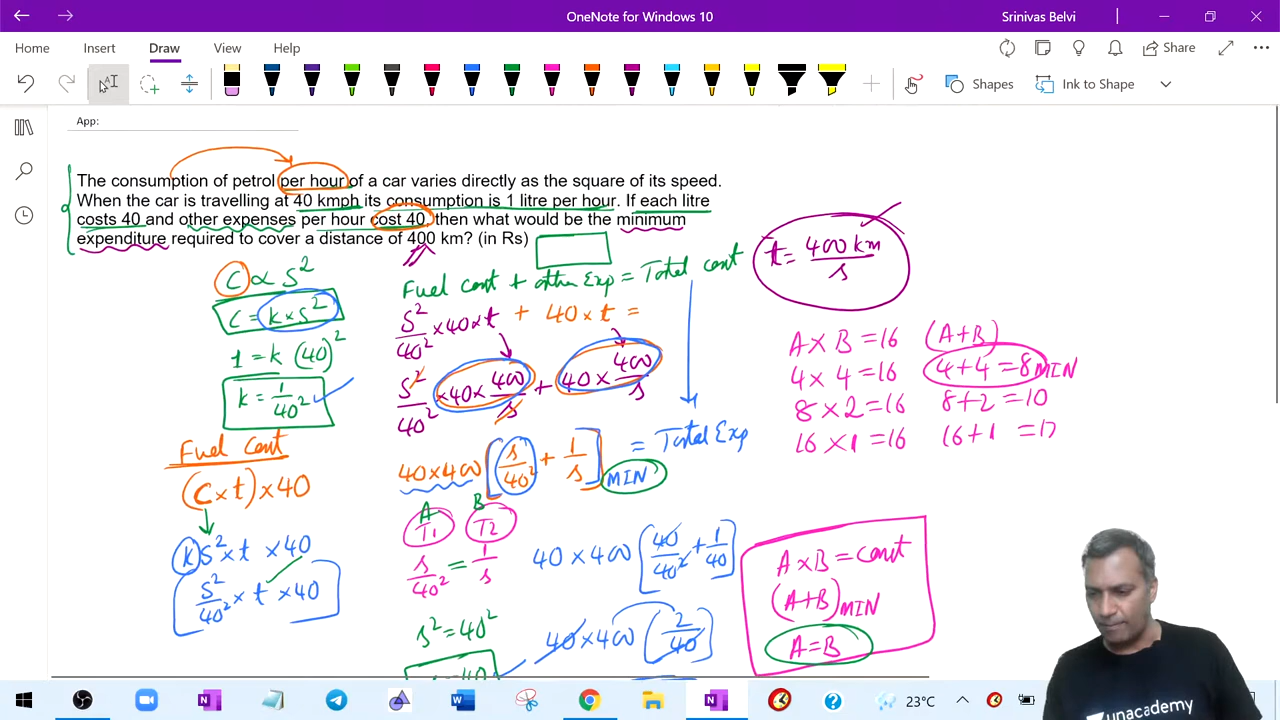 OneNote for Windows 10
Srinivas Belvi
Home
Insert
Draw
View
Help
Share
Shapes
Ink to Shape
App:
The consumption of petrol per hour of a car varies directly as the square of its speed.
When the car is travelling at 40 kmph its consumption is 1 litre per hour. If each litre
costs 40 and other expenses per hour cost 40 then what would be the minimum
expenditure required to cover a distance of 400 km? (in Rs)
C ∝ S²
C = k × s²
1 = k (40)²
k = 1/40²
Fuel cost
(C × t) × 40
k S² × t × 40
S²/40² × t × 40
Fuel cost + other Exp = Total cost
S²/40² × 40 × t + 40 × t =
S²/40² × 40 × 400/s + 40 × 400/s
40 × 400 [s/40² + 1/s] = Total Exp
MIN
A B
T1 T2
s/40² = 1/s
s² = 40²
40 × 400 [40/40² + 1/40]
40 × 400 (2/40)
t = 400 km/s
A × B = 16 (A+B)
4 × 4 = 16 4+4 = 8 MIN
8 × 2 = 16 8+2 = 10
16 × 1 = 16 16+1 = 17
A × B = const
(A+B) MIN
A = B
unacademy
23°C